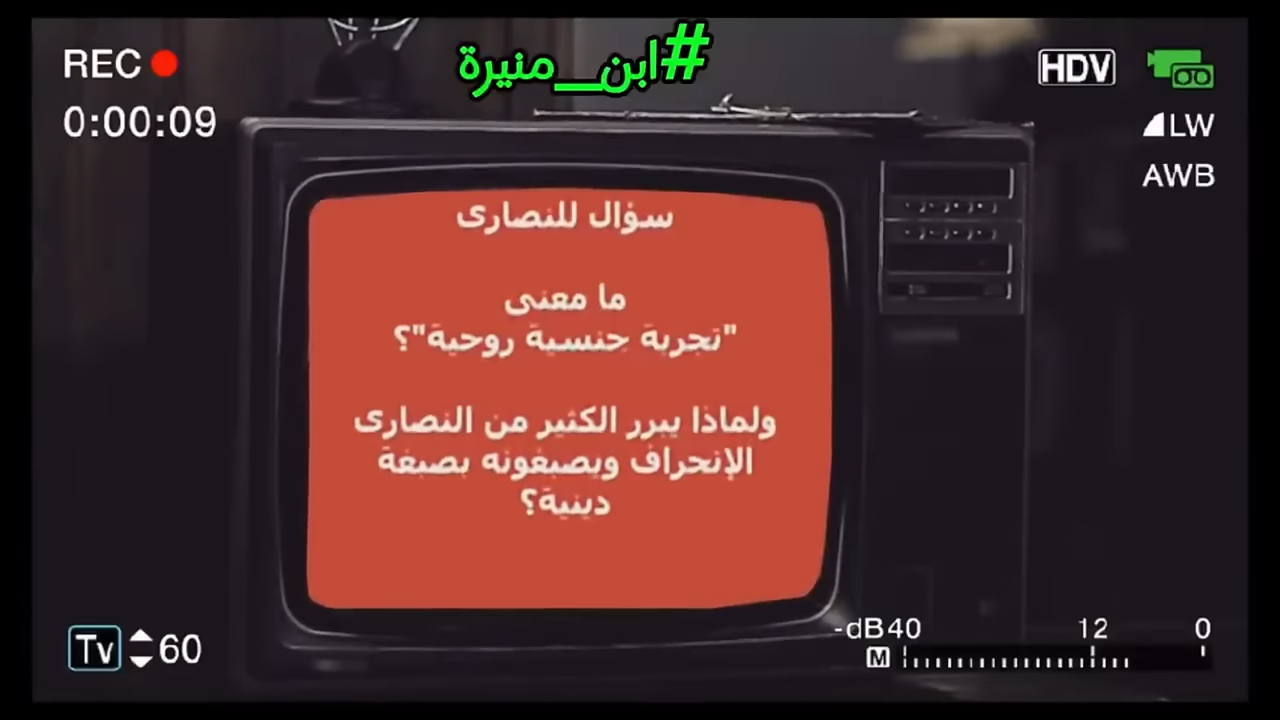 #ابن_منيرة
REC
0:00:09
HDV
LW
AWB
سؤال للنصارى
ما معنى
"تجربة جنسية روحية"؟
ولماذا يبرر الكثير من النصارى
الإنحراف ويصبغونه بصبغة
دينية؟
Tv 60
-dB40 12 0
M